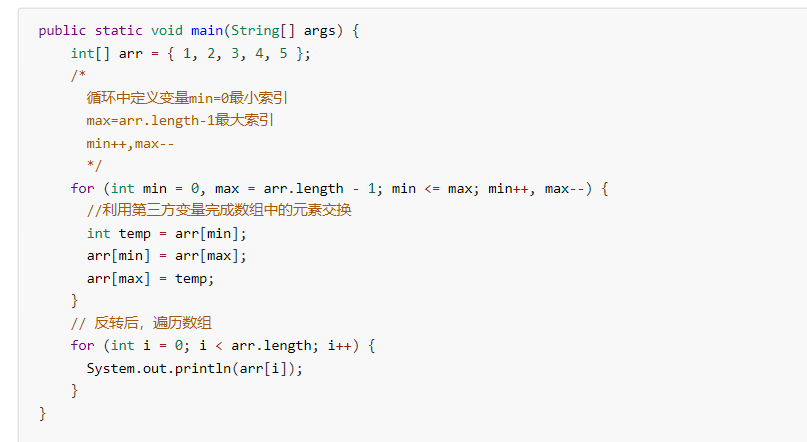 public static void main(String[] args) {
int[] arr = { 1, 2, 3, 4, 5 };
/*
循环中定义变量min=0最小索引
max=arr.length-1最大索引
min++,max--
*/
for (int min = 0, max = arr.length - 1; min <= max; min++, max--) {
//利用第三方变量完成数组中的元素交换
int temp = arr[min];
arr[min] = arr[max];
arr[max] = temp;
}
// 反转后，遍历数组
for (int i = 0; i < arr.length; i++) {
System.out.println(arr[i]);
}
}